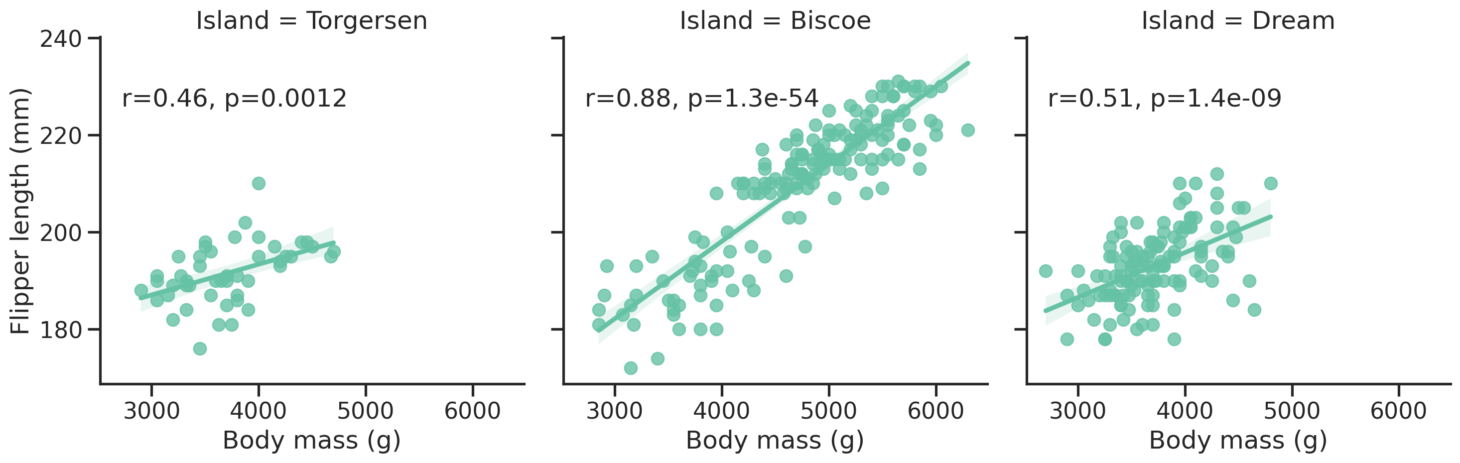 Island = Torgersen
Island = Biscoe
Island = Dream
240
220
200
180
Flipper length (mm)
r=0.46, p=0.0012
r=0.88, p=1.3e-54
r=0.51, p=1.4e-09
3000 4000 5000 6000
3000 4000 5000 6000
3000 4000 5000 6000
Body mass (g)
Body mass (g)
Body mass (g)